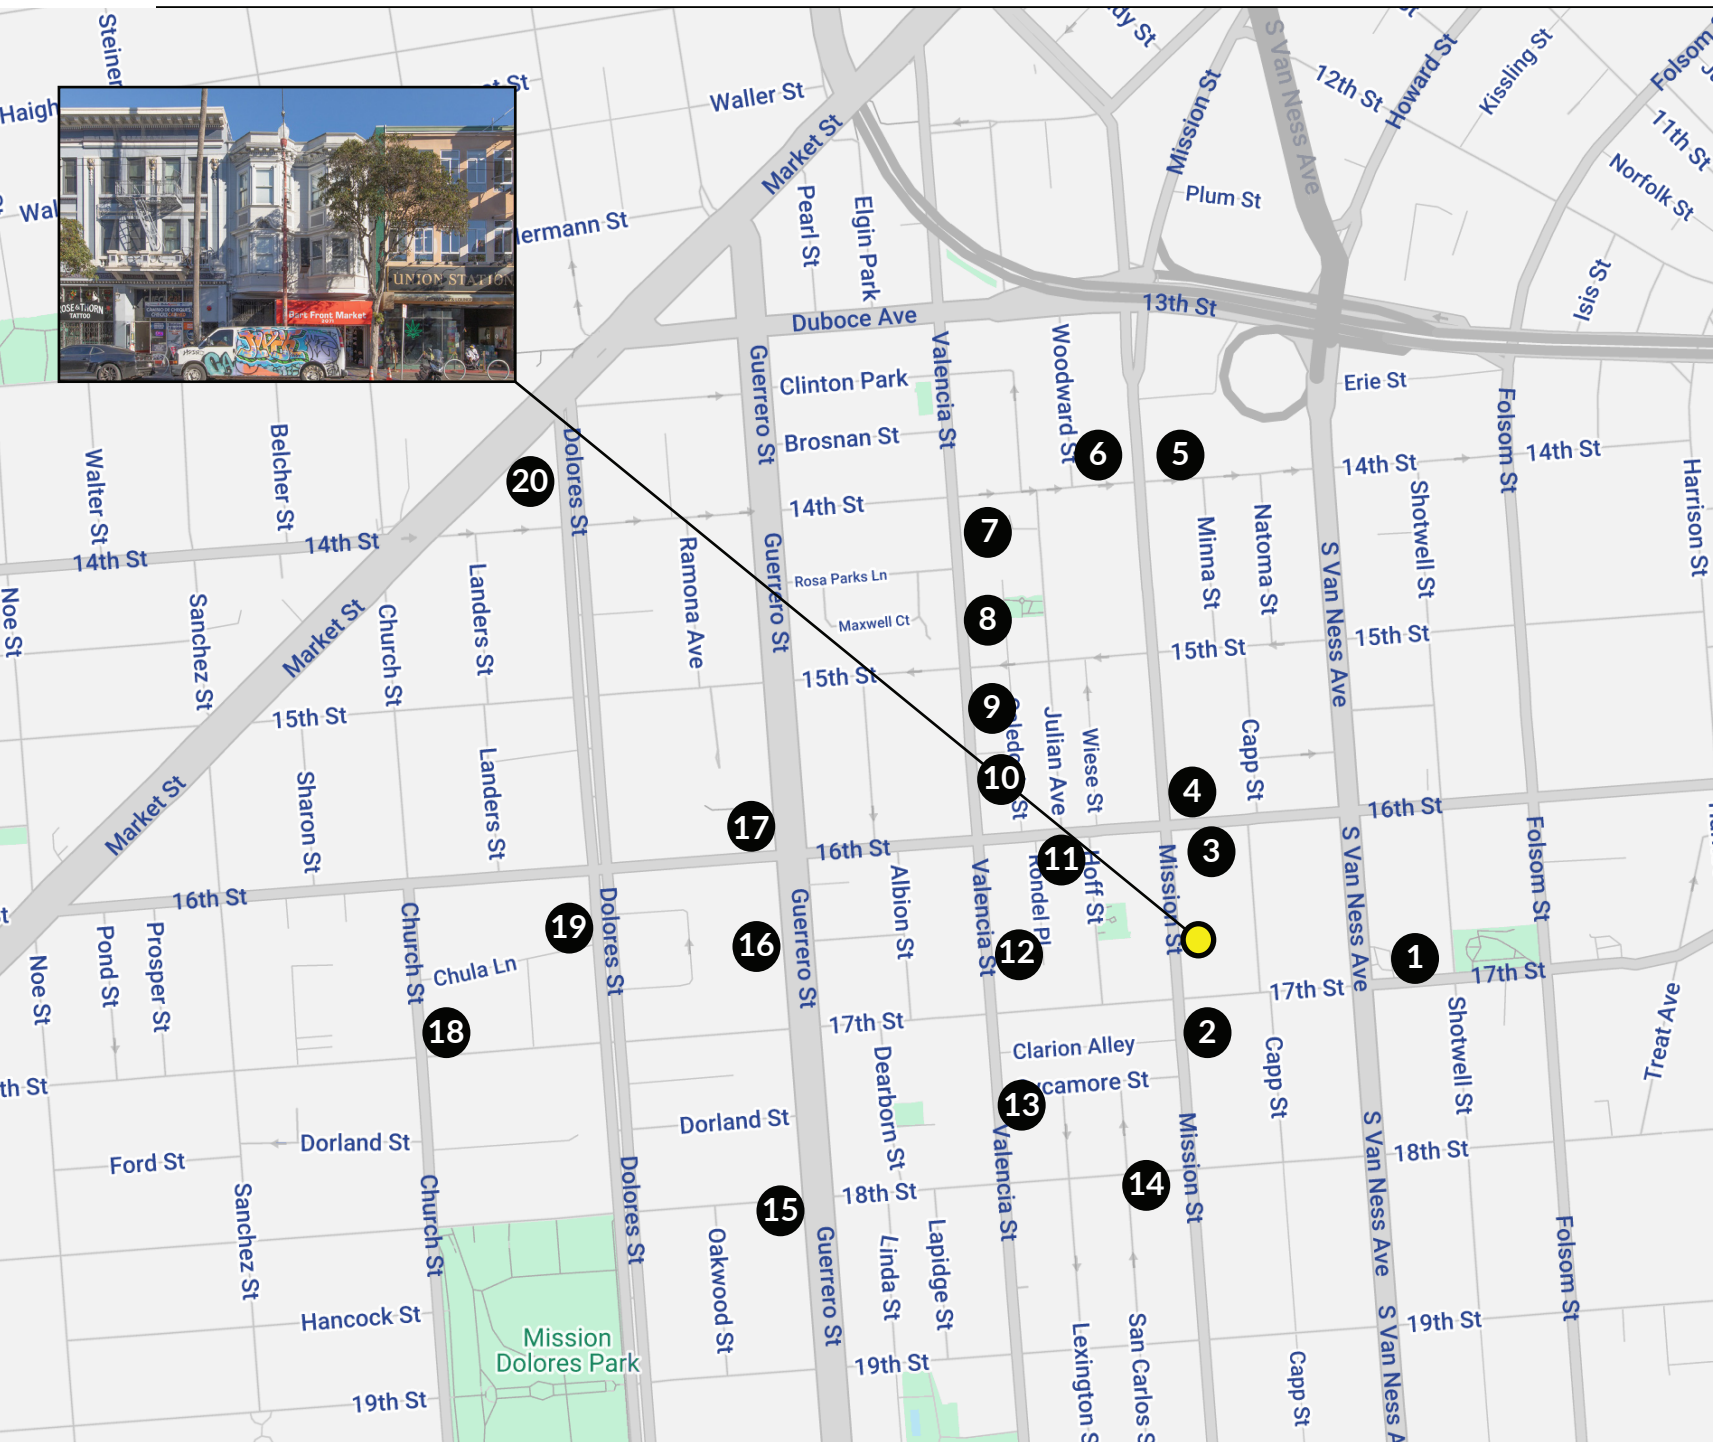 Steiner
Haigh
Waller St
Market St
S Van Ness Ave
Mission St
12th St
Howard St
Kissling St
Folsom
11th St
Norfolk St
Plum St
Isis St
Pearl St
Elgin Park
ROSE & THORN
TATTOO
UNION STATION
Part Front Market
Duboce Ave
13th St
Woodward St
Valencia St
Guerrero St
Clinton Park
Brosnan St
Erie St
Folsom St
14th St
14th St
Harrison St
Shotwell St
6
5
Walter St
Belcher St
20
Dolores St
14th St
14th St
14th St
7
Minna St
Natoma St
S Van Ness Ave
Noe St
Sanchez St
Market St
Church St
Landers St
Ramona Ave
Guerrero St
Rosa Parks Ln
Maxwell Ct
8
15th St
15th St
15th St
15th St
9
Julian Ave
Wiese St
Capp St
10
4
Market St
Sharon St
Landers St
17
16th St
16th St
16th St
11
3
Rondel Pl
Hoff St
Mission St
Valencia St
Albion St
S Van Ness Ave
Folsom St
Noe St
Pond St
Prosper St
Church St
Chula Ln
19
Dolores St
16
Guerrero St
12
1
17th St
17th St
17th St
18
2
Clarion Alley
Dearborn St
13
Capp St
Shotwell St
Treat Ave
th St
Dorland St
Dorland St
Ford St
Sanchez St
Church St
Dolores St
15
18th St
18th St
14
Valencia St
Mission St
S Van Ness Ave
Folsom St
Oakwood St
Guerrero St
Linda St
Lapidge St
Hancock St
Mission
Dolores Park
19th St
19th St
19th St
Lexington S
San Carlos S
Capp St
S Van Ness A